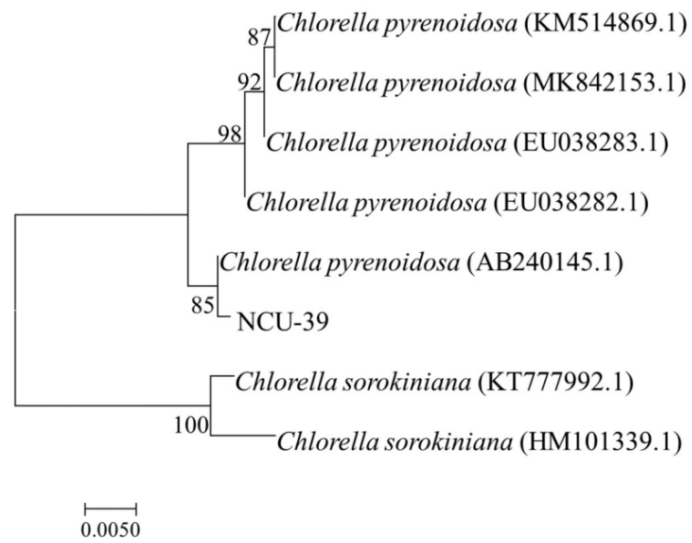 Chlorella pyrenoidosa (KM514869.1)
87
Chlorella pyrenoidosa (MK842153.1)
92
Chlorella pyrenoidosa (EU038283.1)
98
Chlorella pyrenoidosa (EU038282.1)
Chlorella pyrenoidosa (AB240145.1)
85
NCU-39
Chlorella sorokiniana (KT777992.1)
100
Chlorella sorokiniana (HM101339.1)
0.0050